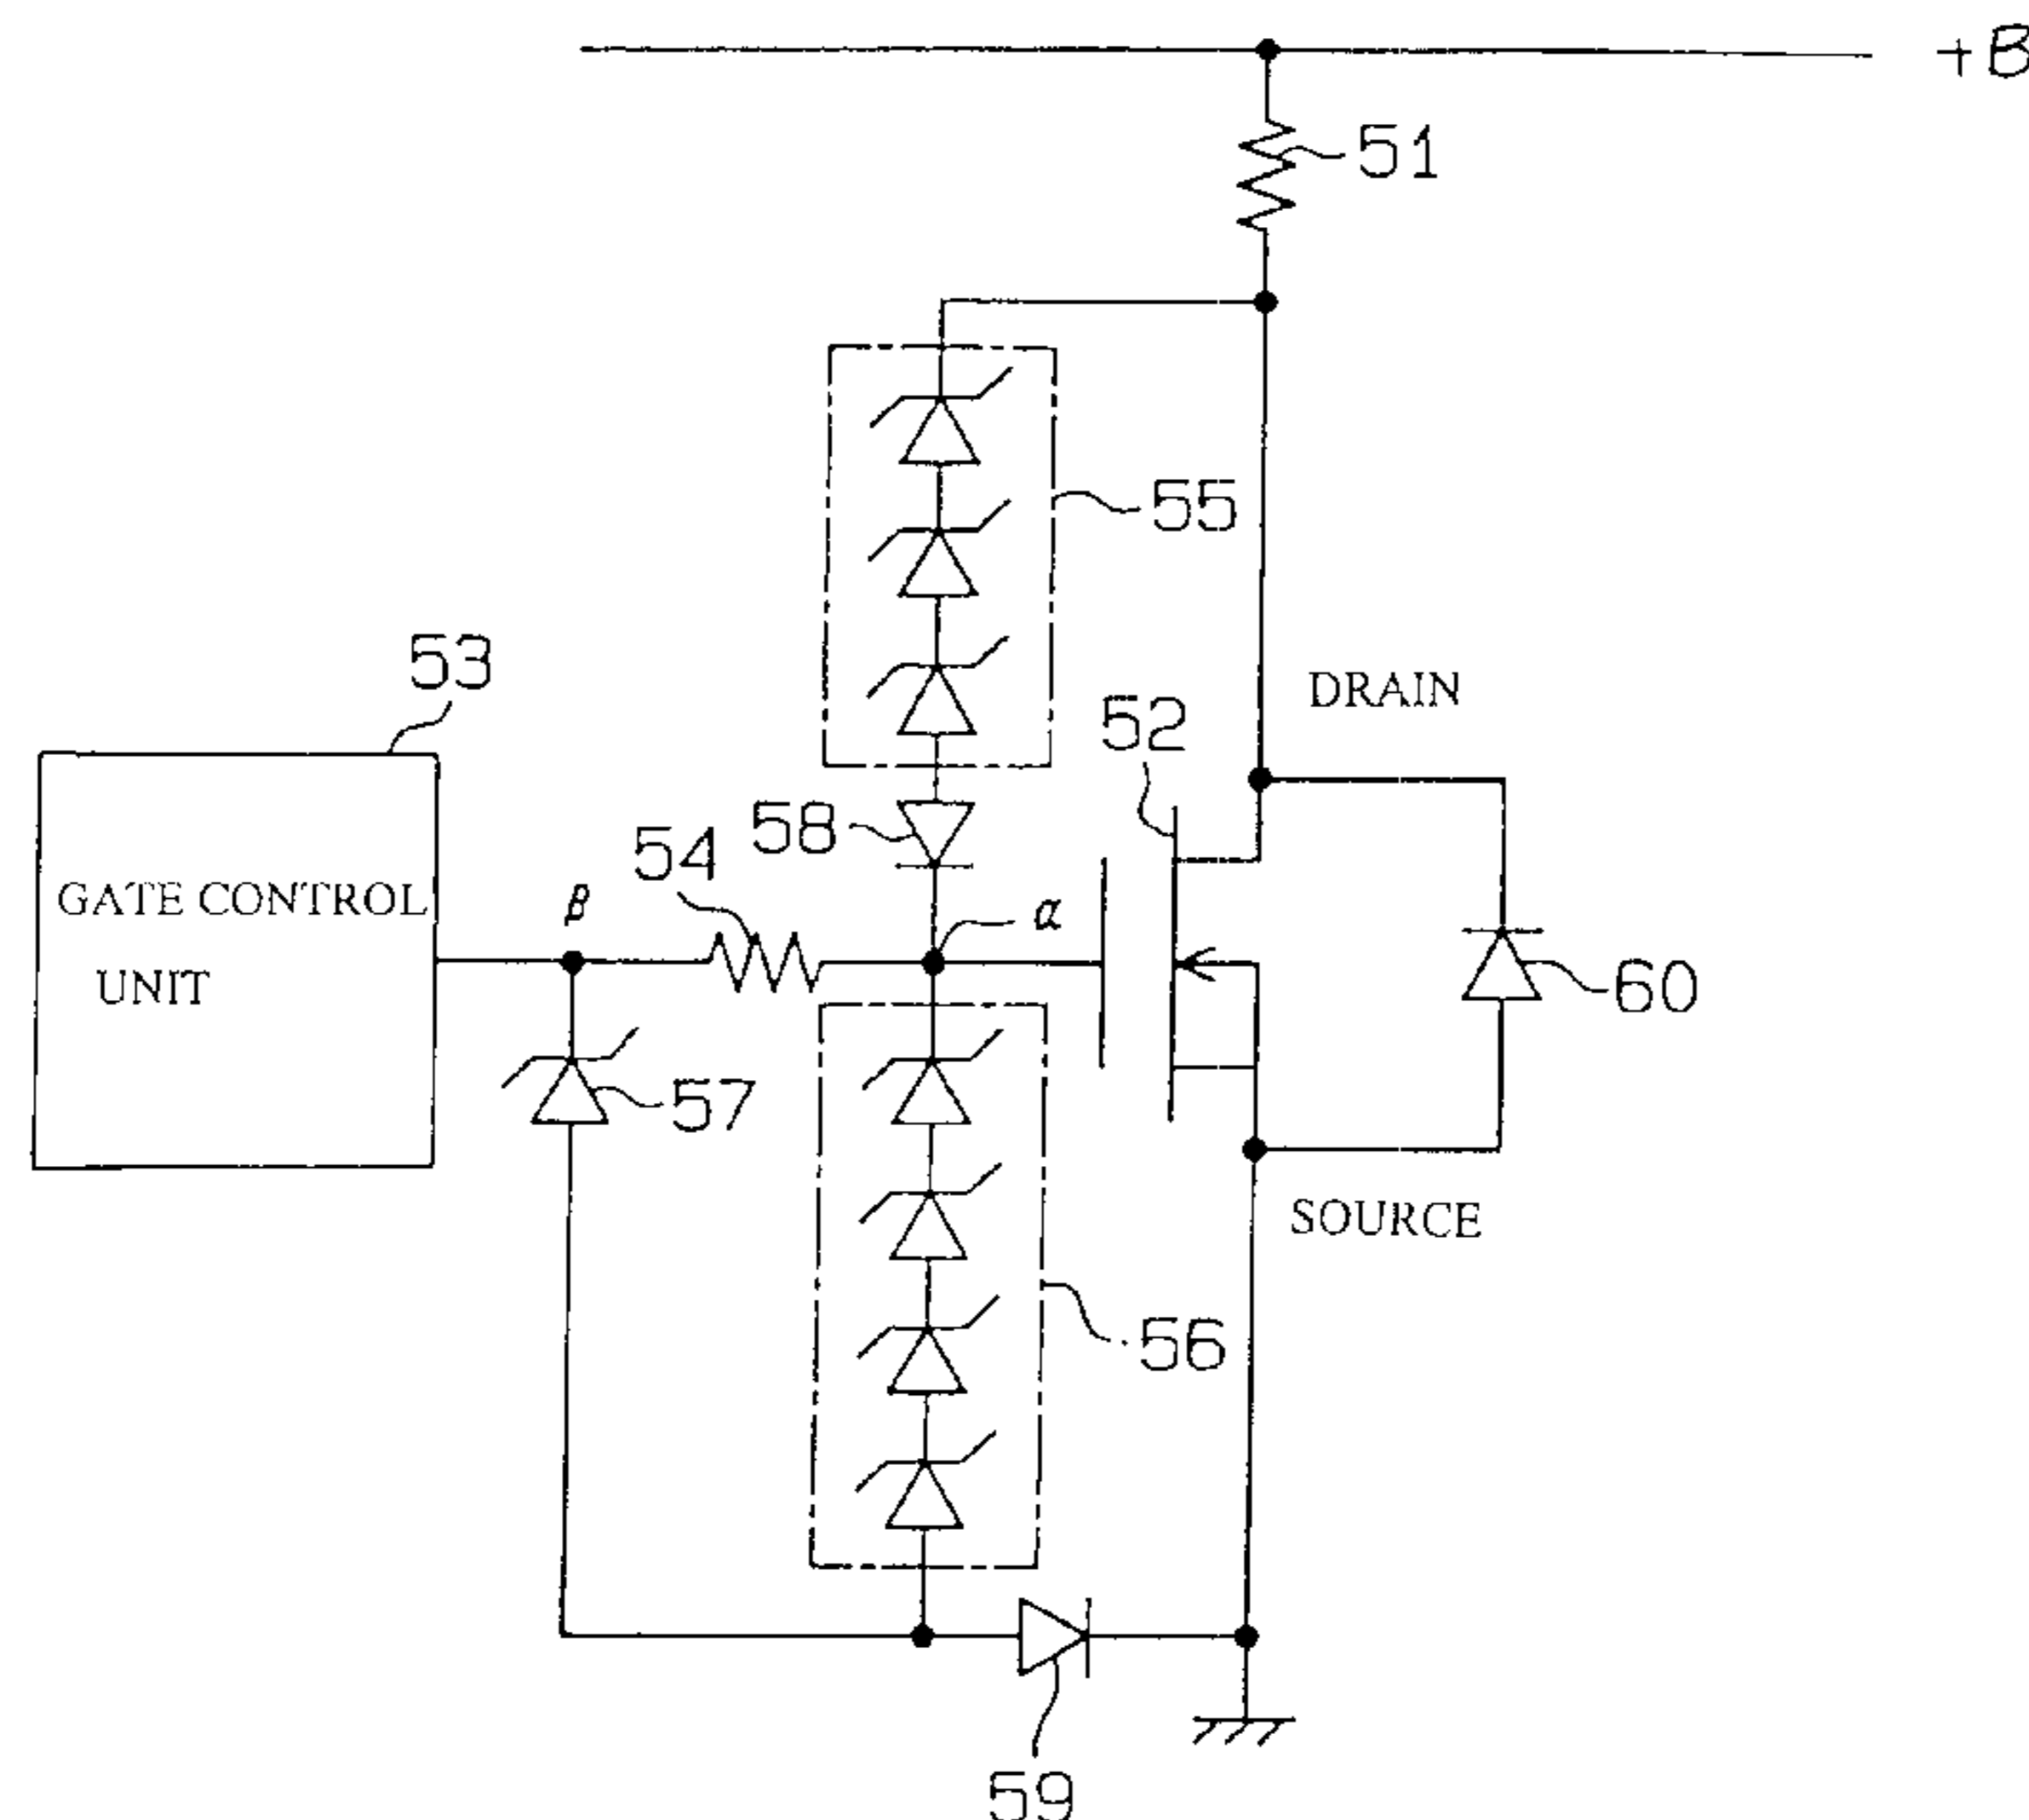 +B
51
55
53
DRAIN
52
58
54
GATE CONTROL
UNIT
β
α
60
57
SOURCE
56
59